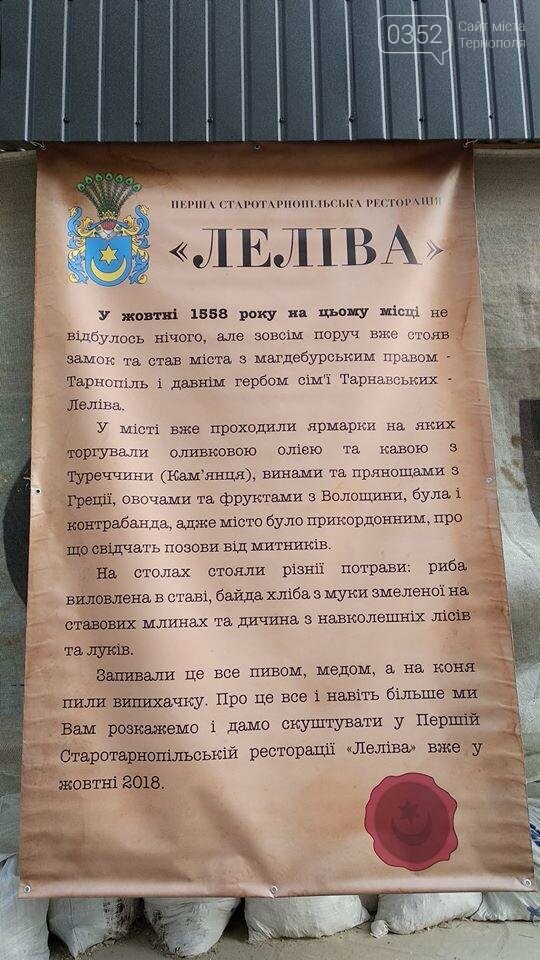 0352
Сайт міста
Тернополя
ПЕРША СТАРОТАРНОПІЛЬСЬКА РЕСТОРАЦІЯ
«ЛЕЛІВА»
У жовтні 1558 року на цьому місці не
відбулось нічого, але зовсім поруч вже стояв
замок та став міста з магдебурським правом -
Тарнопіль і давнім гербом сім'ї Тарнавських -
Леліва.
У місті вже проходили ярмарки на яких
торгували оливковою олією та кавою з
Туреччини (Кам'янця), винами та прянощами з
Греції, овочами та фруктами з Волощини, була і
контрабанда, адже місто було прикордонним, про
що свідчать позови від митників.
На столах стояли різнії потрави: риба
виловлена в ставі, байда хліба з муки змеленої на
ставових млинах та дичина з навколешніх лісів
та луків.
Запивали це все пивом, медом, а на коня
пили випихачку. Про це все і навіть більше ми
Вам розкажемо і дамо скуштувати у Першій
Старотарнопільській ресторації «Леліва» вже у
жовтні 2018.